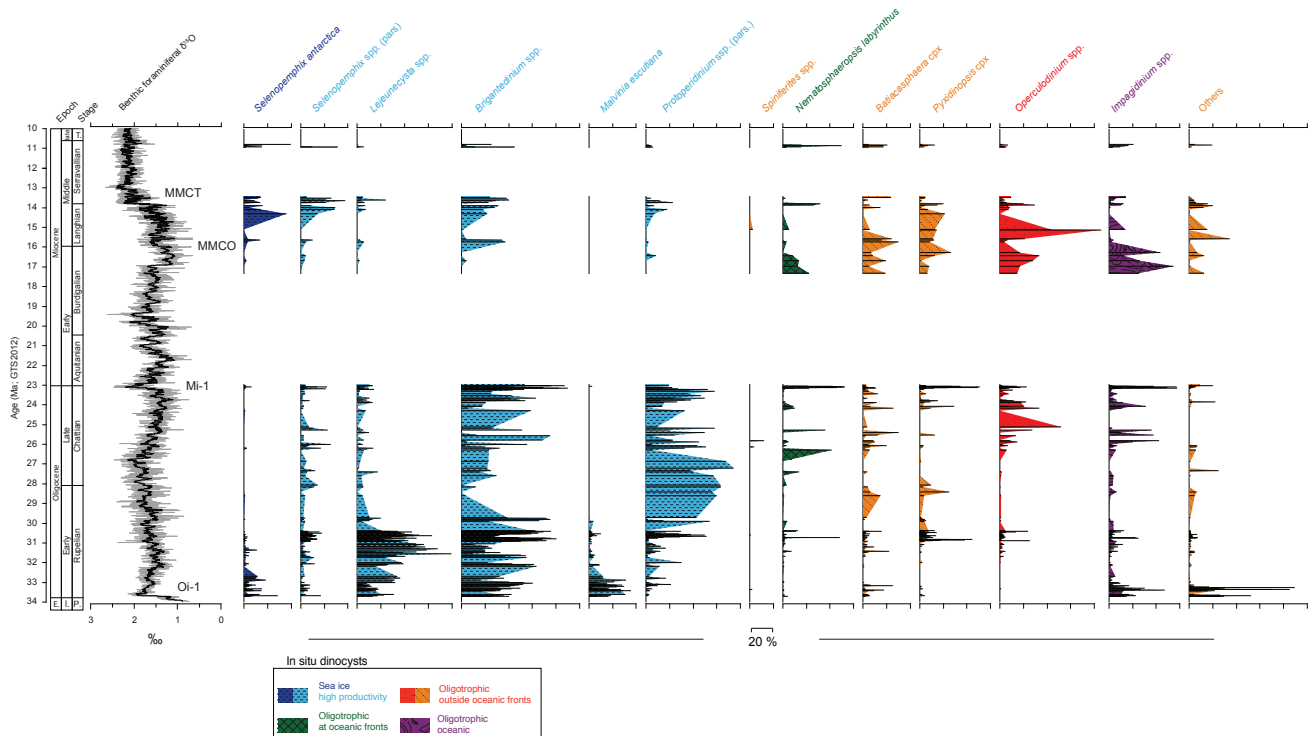 Epoch
Stage
Benthic foraminiferal δ18O
Selenopemphix antarctica
Selenopemphix spp. (pars)
Lejeunecysta spp.
Brigantedinium spp.
Malvinia escutiana
Protoperidinium ssp. (pars.)
Spiniferites spp.
Nematosphaeropsis labyrinthus
Batiacasphaera cpx
Pyxidinopsis cpx
Operculodinium spp.
Impagidinium spp.
Others
Age (Ma; GTS2012)
10
11
12
13
14
15
16
17
18
19
20
21
22
23
24
25
26
27
28
29
30
31
32
33
34
late
T.
Miocene
Middle
Serravallian
Langhian
Early
Burdigalian
Aquitanian
Oligocene
Late
Chattian
Early
Rupelian
E.
l.
P.
MMCT
MMCO
Mi-1
Oi-1
3
2
1
0
‰
20 %
In situ dinocysts
Sea ice
high productivity
Oligotrophic
outside oceanic fronts
Oligotrophic
at oceanic fronts
Oligotrophic
oceanic